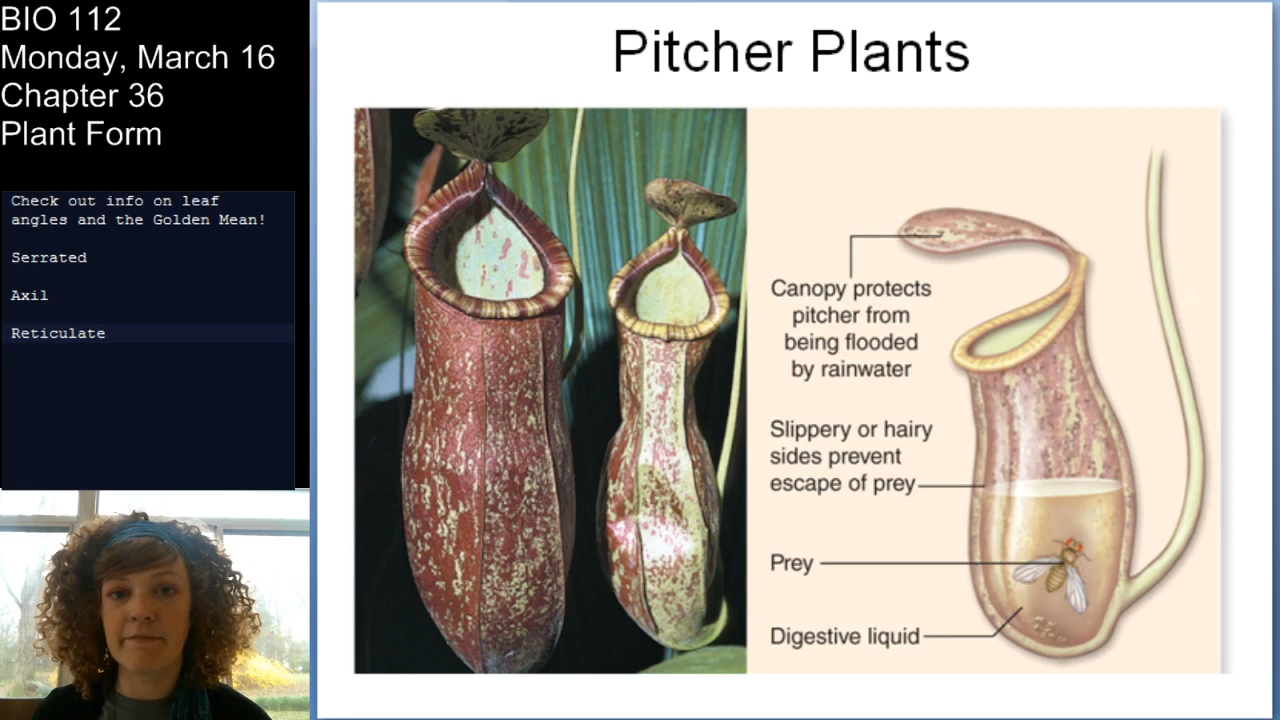 BIO 112
Monday, March 16
Chapter 36
Plant Form
Check out info on leaf
angles and the Golden Mean!
Serrated
Axil
Reticulate
Pitcher Plants
Canopy protects
pitcher from
being flooded
by rainwater
Slippery or hairy
sides prevent
escape of prey
Prey
Digestive liquid